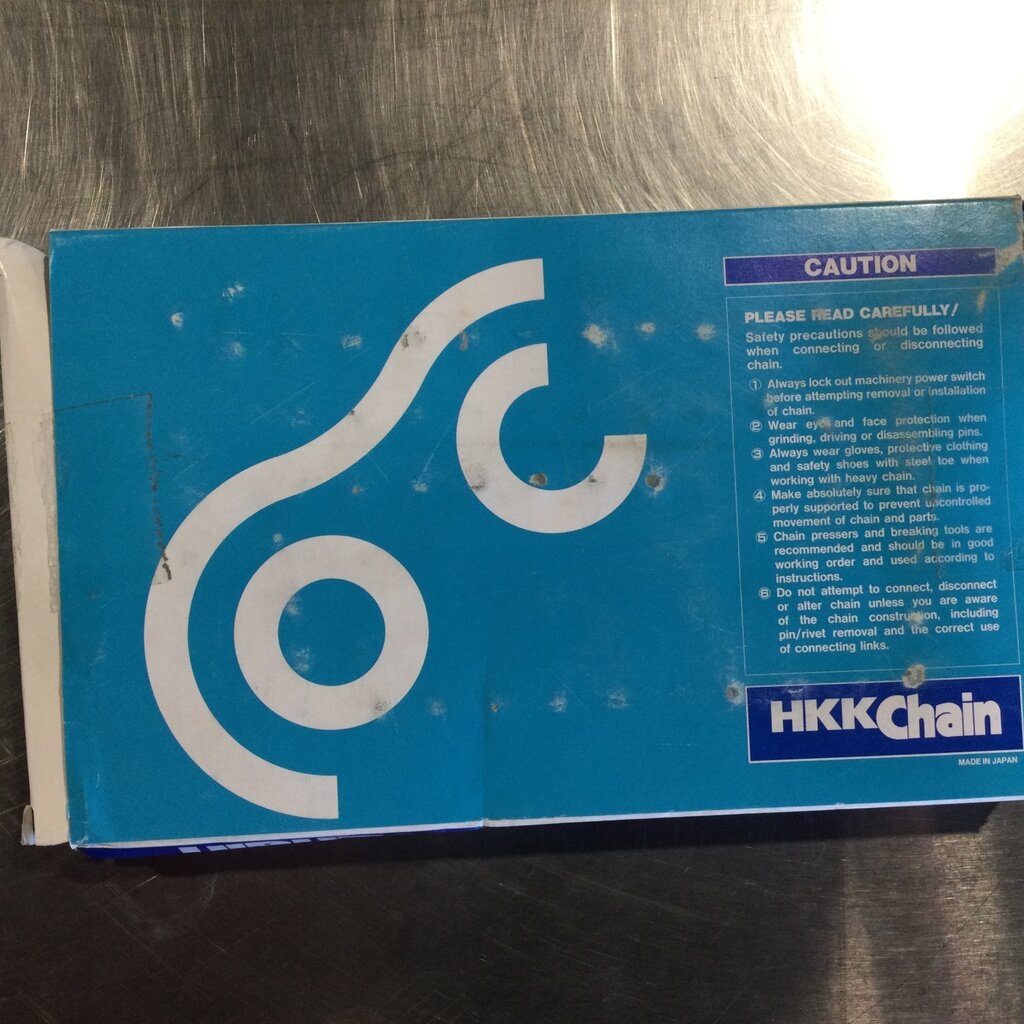 CAUTION
PLEASE READ CAREFULLY/
Safety precautions should be followed
when connecting or disconnecting
chain.
① Always lock out machinery power switch
before attempting removal or installation
of chain.
② Wear eye and face protection when
grinding, driving or disassembling pins.
③ Always wear gloves, protective clothing
and safety shoes with steel toe when
working with heavy chain.
④ Make absolutely sure that chain is pro-
perly supported to prevent uncontrolled
movement of chain and parts.
⑤ Chain pressers and breaking tools are
recommended and should be in good
working order and used according to
instructions.
⑥ Do not attempt to connect, disconnect
or alter chain unless you are aware
of the chain construction, including
pin/rivet removal and the correct use
of connecting links.
HKK Chain
MADE IN JAPAN